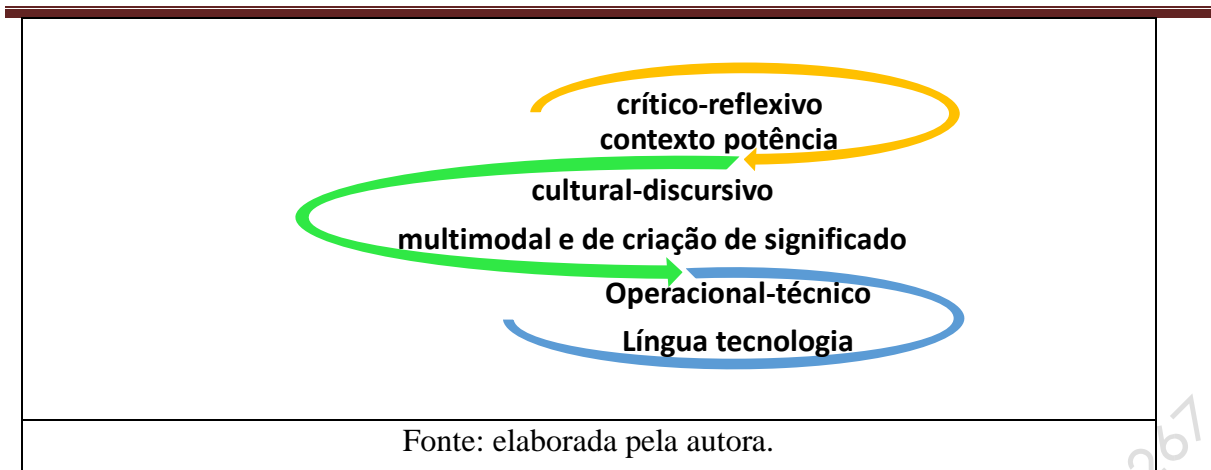 crítico-reflexivo
contexto potência
cultural-discursivo
multimodal e de criação de significado
Operacional-técnico
Língua tecnologia
Fonte: elaborada pela autora.
267